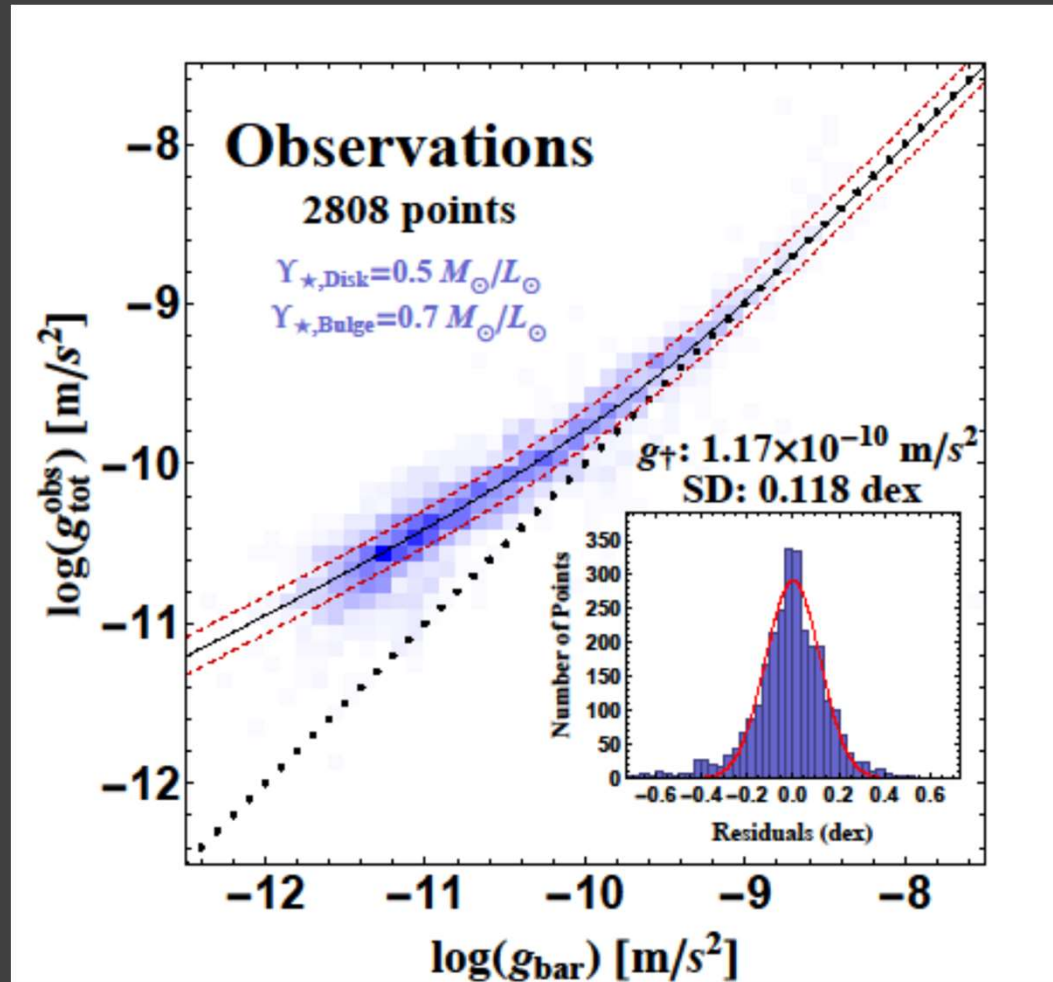 Observations
2808 points
ϒ★,Disk=0.5 M⊙/L⊙
ϒ★,Bulge=0.7 M⊙/L⊙
−8
−9
−10
−11
−12
log(g_tot^obs) [m/s²]
g†: 1.17×10⁻¹⁰ m/s²
SD: 0.118 dex
350
300
250
200
150
100
50
0
Number of Points
−0.6 −0.4 −0.2 0.0 0.2 0.4 0.6
Residuals (dex)
−12 −11 −10 −9 −8
log(g_bar) [m/s²]